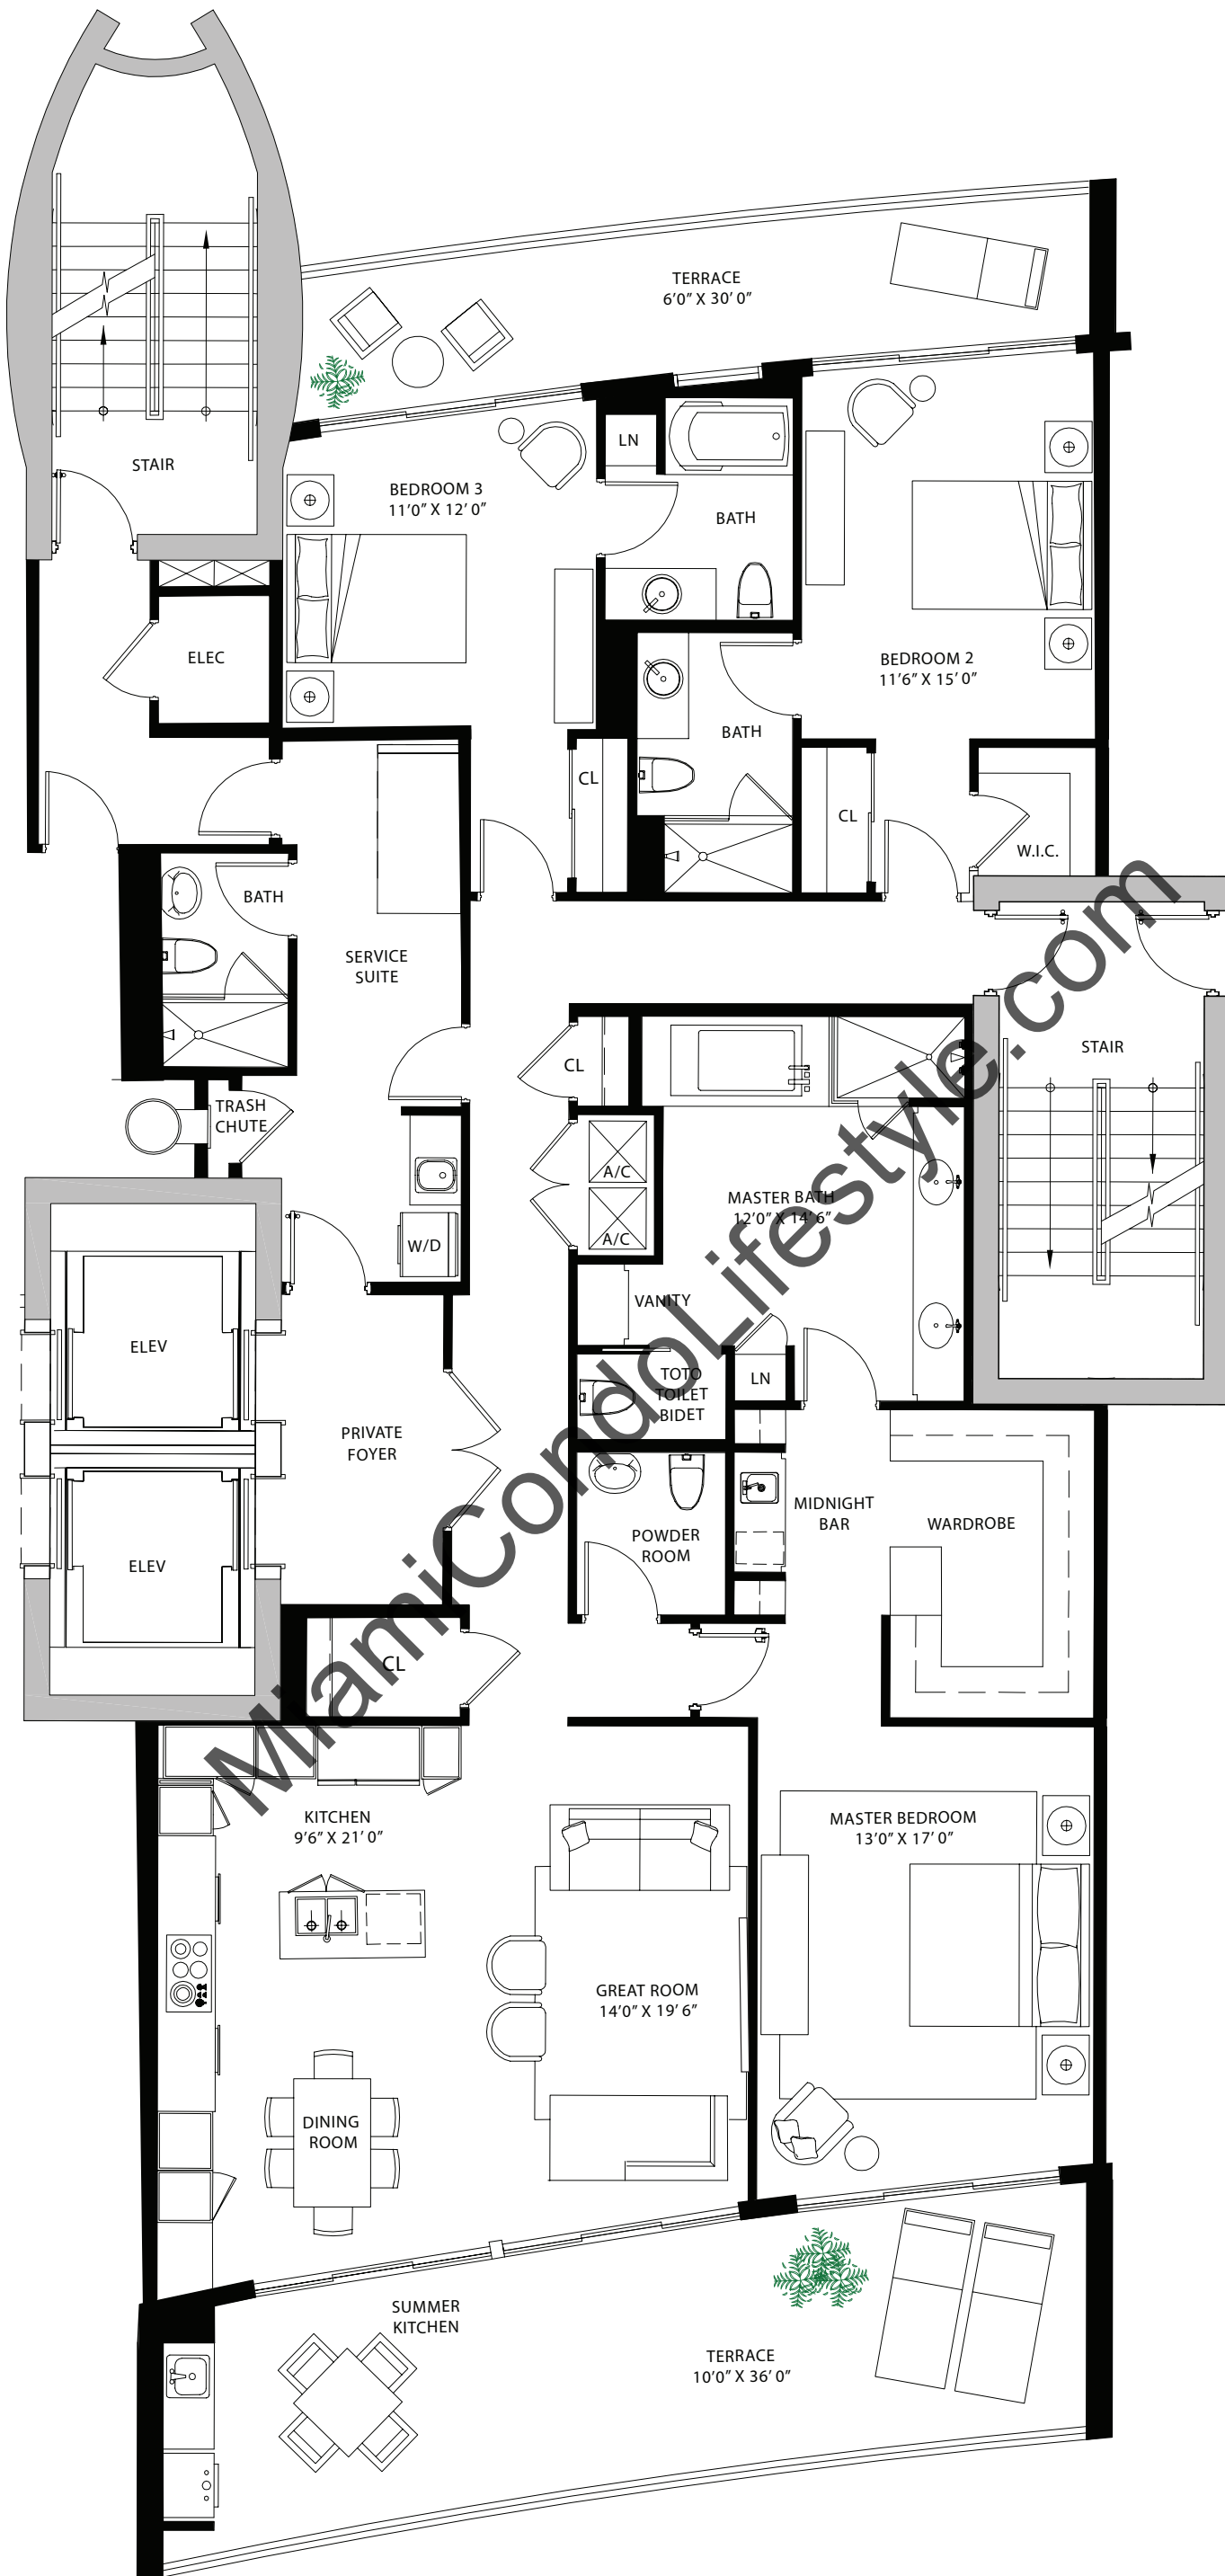 TERRACE
6'0" X 30' 0"
STAIR
LN
BEDROOM 3
11'0" X 12' 0"
BATH
ELEC
BEDROOM 2
11'6" X 15' 0"
BATH
CL
CL
W.I.C.
BATH
SERVICE
SUITE
STAIR
CL
TRASH
CHUTE
A/C
MASTER BATH
12'0" X 14' 6"
A/C
W/D
VANITY
ELEV
TOTO
TOILET
BIDET
LN
PRIVATE
FOYER
MIDNIGHT
BAR
WARDROBE
POWDER
ROOM
ELEV
CL
MiamiCondoLifestyle.com
KITCHEN
9'6" X 21' 0"
MASTER BEDROOM
13'0" X 17' 0"
GREAT ROOM
14'0" X 19' 6"
DINING
ROOM
SUMMER
KITCHEN
TERRACE
10'0" X 36' 0"